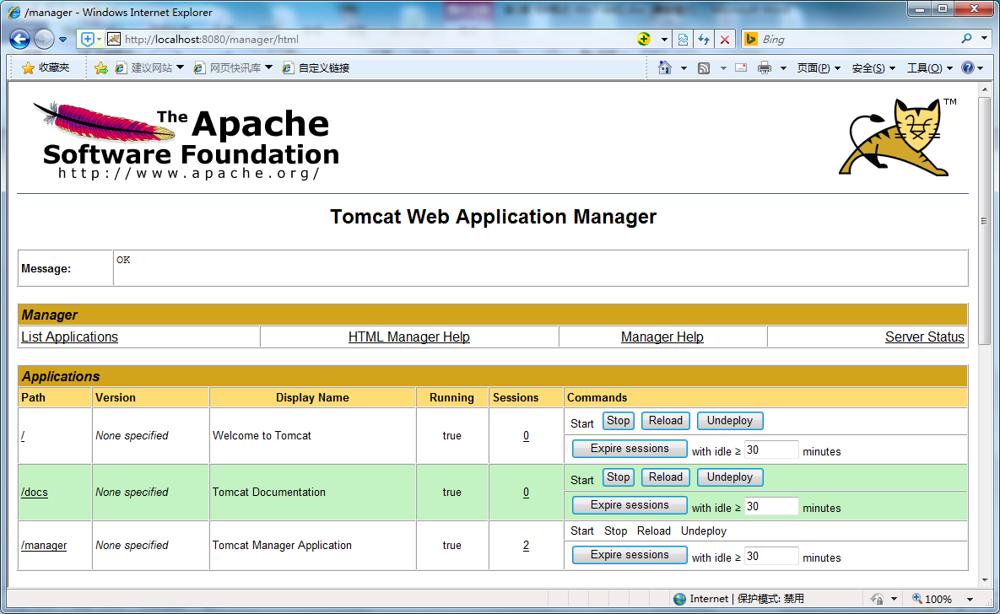 /manager - Windows Internet Explorer
http://localhost:8080/manager/html
Bing
收藏夹 建议网站 网页快讯库 自定义链接 页面(P) 安全(S) 工具(O)
The Apache
Software Foundation
http://www.apache.org/
TM
Tomcat Web Application Manager
Message: OK
Manager
List Applications HTML Manager Help Manager Help Server Status
Applications
Path Version Display Name Running Sessions Commands
/ None specified Welcome to Tomcat true 0 Start Stop Reload Undeploy
Expire sessions with idle ≥ 30 minutes
/docs None specified Tomcat Documentation true 0 Start Stop Reload Undeploy
Expire sessions with idle ≥ 30 minutes
/manager None specified Tomcat Manager Application true 2 Start Stop Reload Undeploy
Expire sessions with idle ≥ 30 minutes
Internet | 保护模式: 禁用 100%